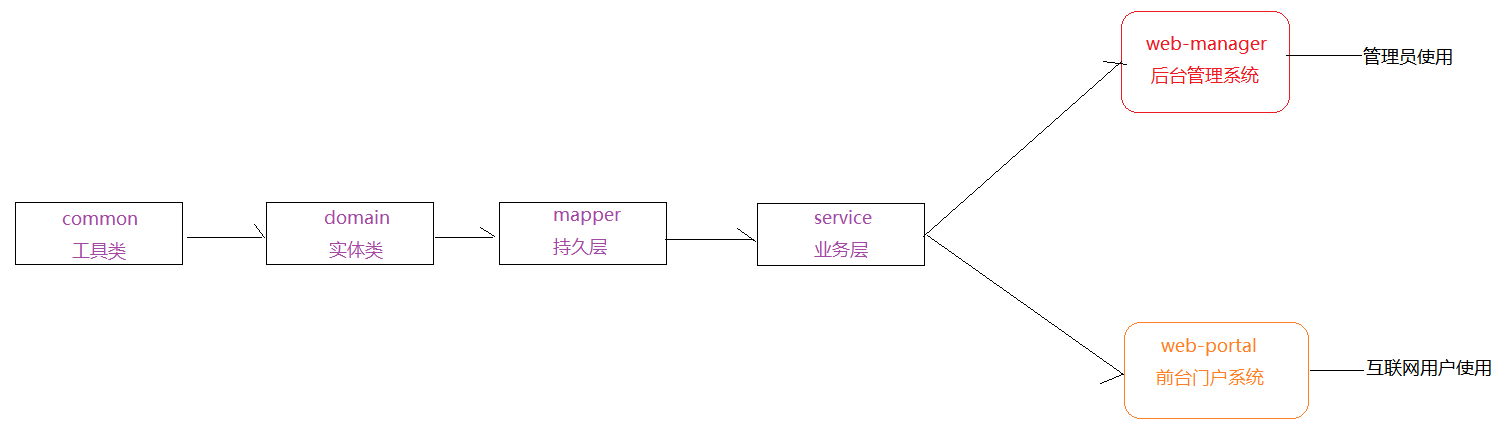 common
工具类
domain
实体类
mapper
持久层
service
业务层
web-manager
后台管理系统
管理员使用
web-portal
前台门户系统
互联网用户使用